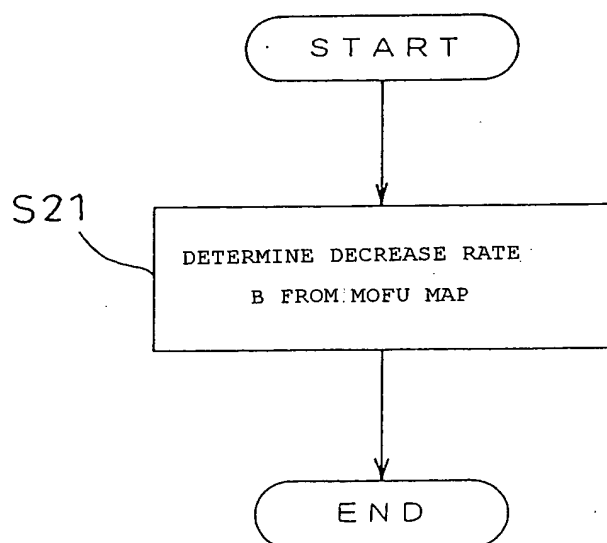 START
S21
DETERMINE DECREASE RATE
B FROM MOFU MAP
END